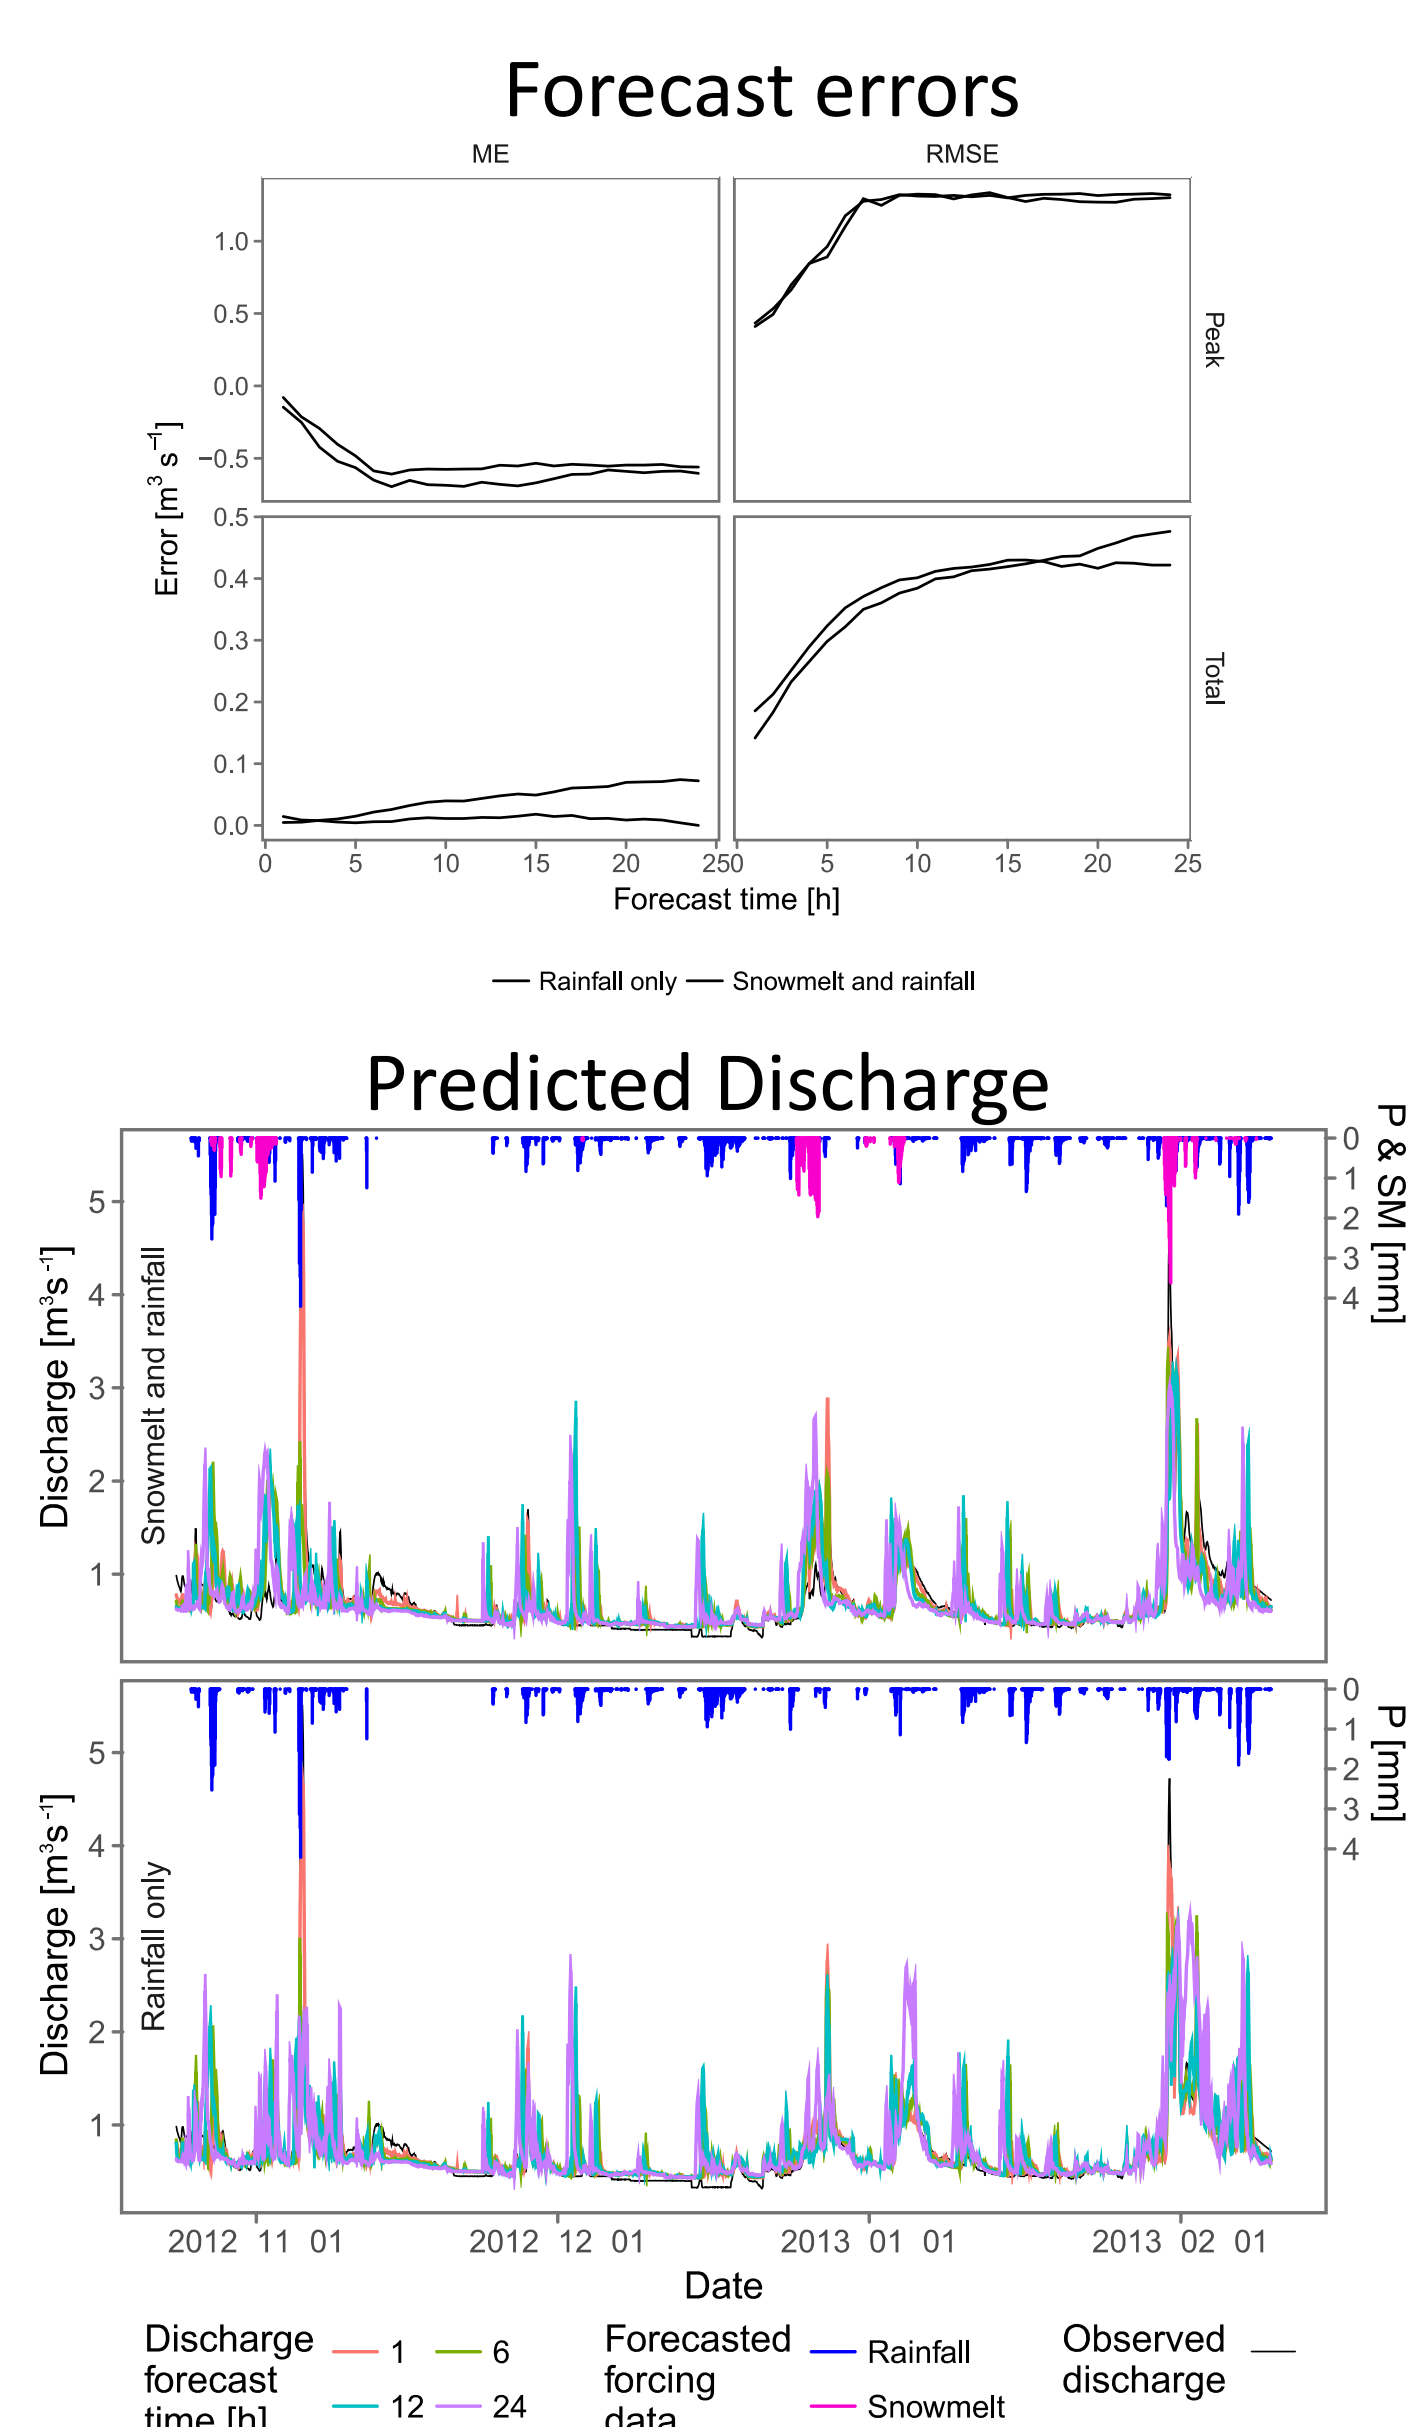 Forecast errors
ME RMSE
1.0
0.5
0.0
−0.5
Peak
Error [m³ s⁻¹]
0.5
0.4
0.3
0.2
0.1
0.0
Total
0 5 10 15 20 25 0 5 10 15 20 25
Forecast time [h]
Rainfall only Snowmelt and rainfall
Predicted Discharge
5
4
3
2
1
Discharge [m³s⁻¹]
Snowmelt and rainfall
0
1
2
3
4
P & SM [mm]
5
4
3
2
1
Discharge [m³s⁻¹]
Rainfall only
0
1
2
3
4
P [mm]
2012 11 01 2012 12 01 2013 01 01 2013 02 01
Date
Discharge
forecast
time [h]
1 6
12 24
Forecasted
forcing
data
Rainfall
Snowmelt
Observed
discharge